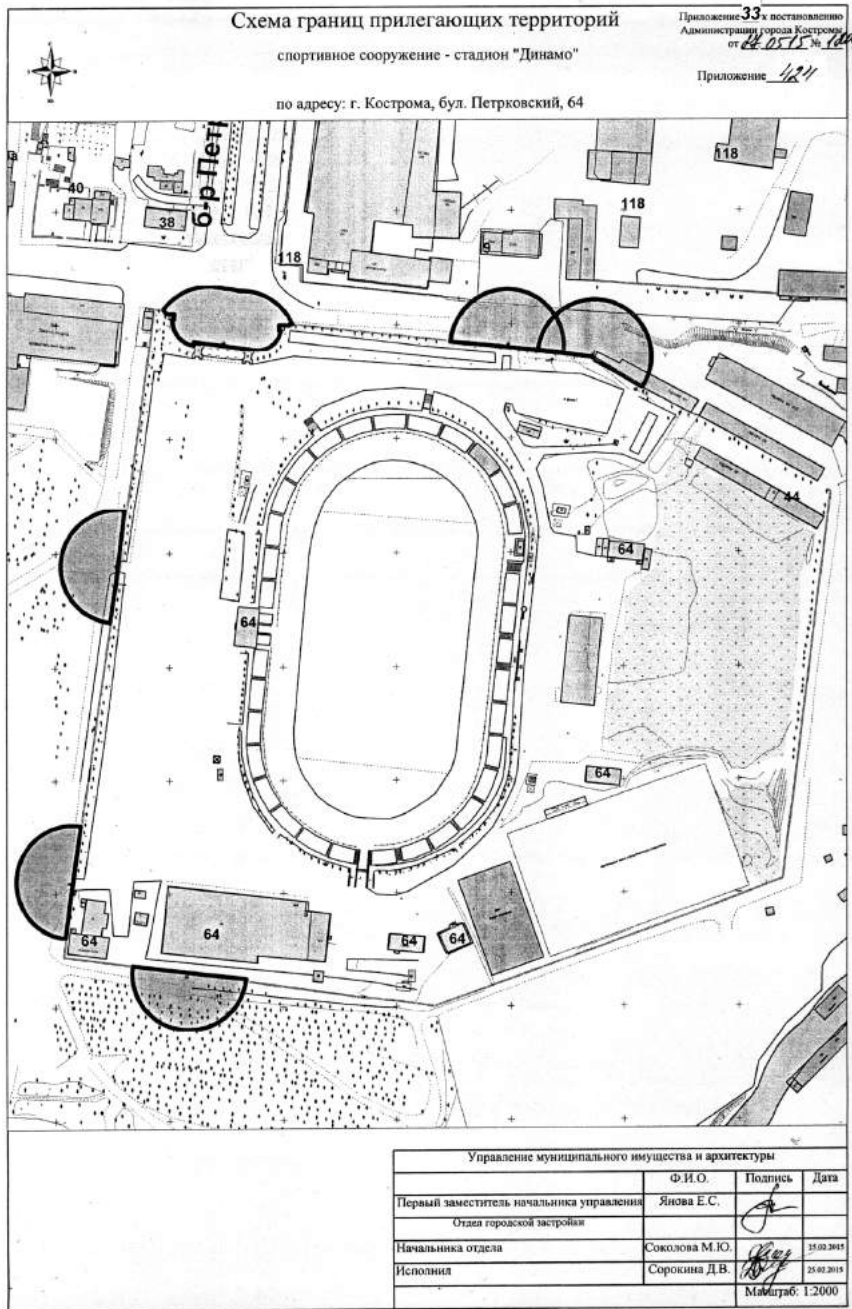 Схема границ прилегающих территорий
спортивное сооружение - стадион "Динамо"
по адресу: г. Кострома, бул. Петрковский, 64
Приложение 33 к постановлению
Администрации города Костромы
от №
Приложение 424
б-р Петр
40
38
118
9
118
118
44
64
64
64
64
64
64
64
Управление муниципального имущества и архитектуры
Ф.И.О. Подпись Дата
Первый заместитель начальника управления Янова Е.С.
Отдел городской застройки
Начальника отдела Соколова М.Ю. 25.02.2015
Исполнил Сорокина Д.В. 25.02.2015
Масштаб: 1:2000